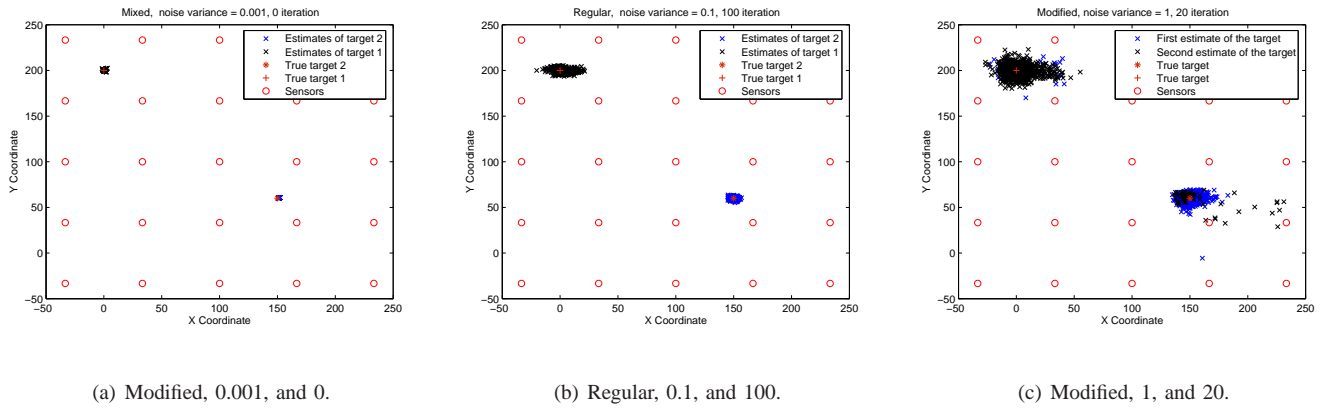 Mixed, noise variance = 0.001, 0 iteration
250
200
150
100
50
0
−50
−50 0 50 100 150 200 250
X Coordinate
Y Coordinate
Estimates of target 2
Estimates of target 1
True target 2
True target 1
Sensors
Regular, noise variance = 0.1, 100 iteration
250
200
150
100
50
0
−50
−50 0 50 100 150 200 250
X Coordinate
Y Coordinate
Estimates of target 2
Estimates of target 1
True target 2
True target 1
Sensors
Modified, noise variance = 1, 20 iteration
250
200
150
100
50
0
−50
−50 0 50 100 150 200 250
X Coordinate
Y Coordinate
First estimate of the target
Second estimate of the target
True target
True target
Sensors
(a) Modified, 0.001, and 0.
(b) Regular, 0.1, and 100.
(c) Modified, 1, and 20.